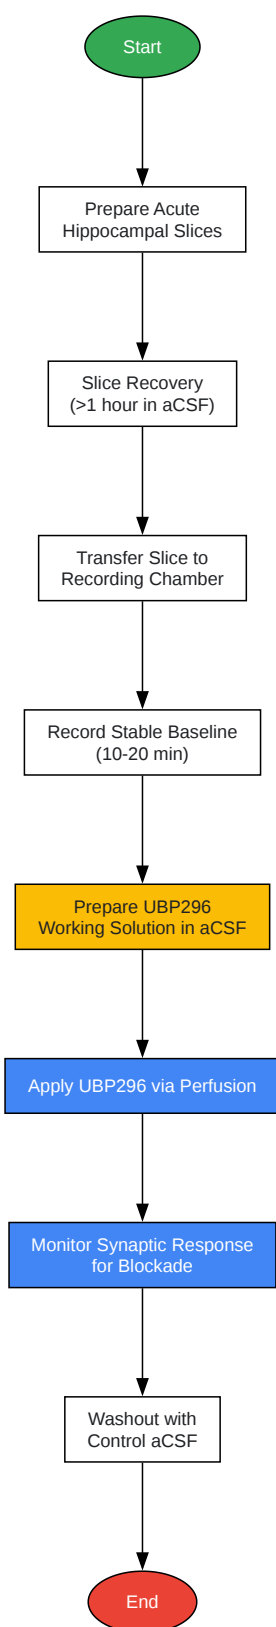 Start
Prepare Acute
Hippocampal Slices
Slice Recovery
(>1 hour in aCSF)
Transfer Slice to
Recording Chamber
Record Stable Baseline
(10-20 min)
Prepare UBP296
Working Solution in aCSF
Apply UBP296 via Perfusion
Monitor Synaptic Response
for Blockade
Washout with
Control aCSF
End